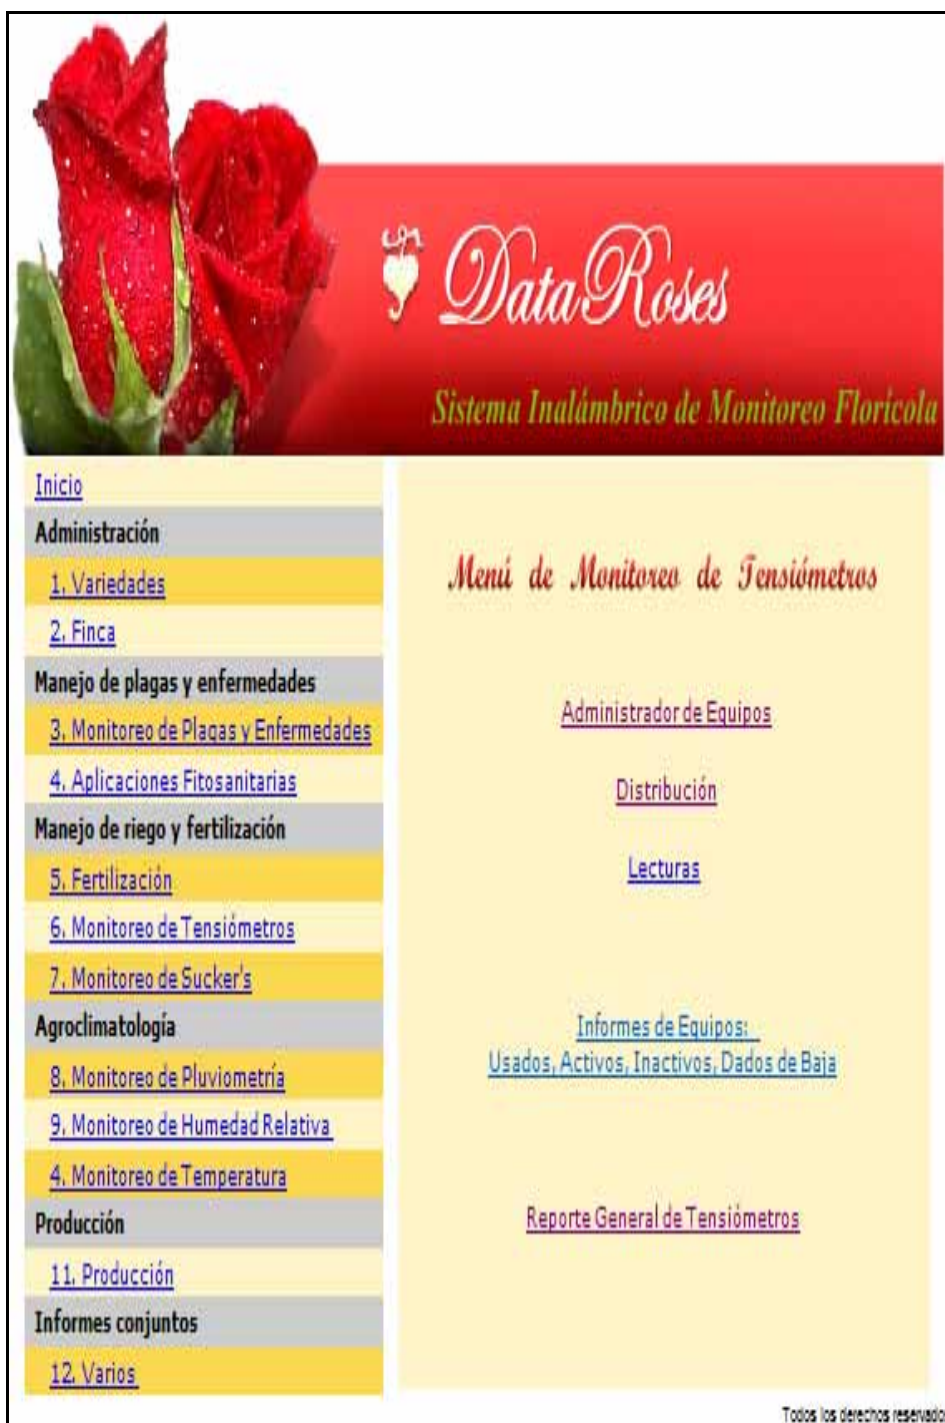 DataRoses
Sistema Inalámbrico de Monitoreo Florícola
Inicio
Administración
1. Variedades
2. Finca
Manejo de plagas y enfermedades
3. Monitoreo de Plagas y Enfermedades
4. Aplicaciones Fitosanitarias
Manejo de riego y fertilización
5. Fertilización
6. Monitoreo de Tensiómetros
7. Monitoreo de Sucker's
Agroclimatología
8. Monitoreo de Pluviometría
9. Monitoreo de Humedad Relativa
4. Monitoreo de Temperatura
Producción
11. Producción
Informes conjuntos
12. Varios
Menú de Monitoreo de Tensiómetros
Administrador de Equipos
Distribución
Lecturas
Informes de Equipos:
Usados, Activos, Inactivos, Dados de Baja
Reporte General de Tensiómetros
Todos los derechos reservado